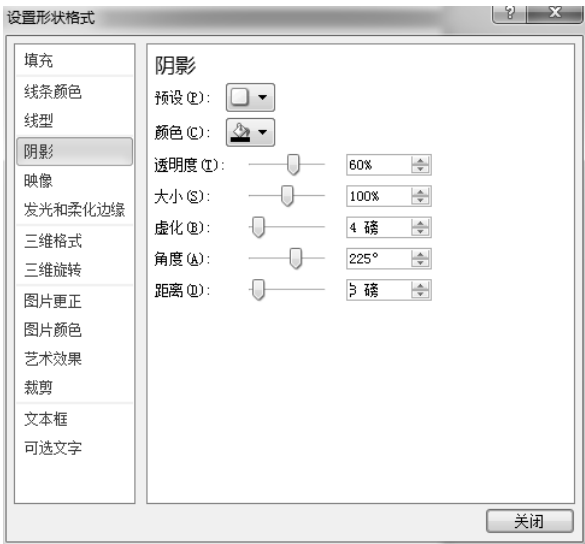 设置形状格式
填充
线条颜色
线型
阴影
映像
发光和柔化边缘
三维格式
三维旋转
图片更正
图片颜色
艺术效果
裁剪
文本框
可选文字
阴影
预设(P):
颜色(C):
透明度(T): 60%
大小(S): 100%
虚化(B): 4 磅
角度(A): 225°
距离(D): 3 磅
关闭